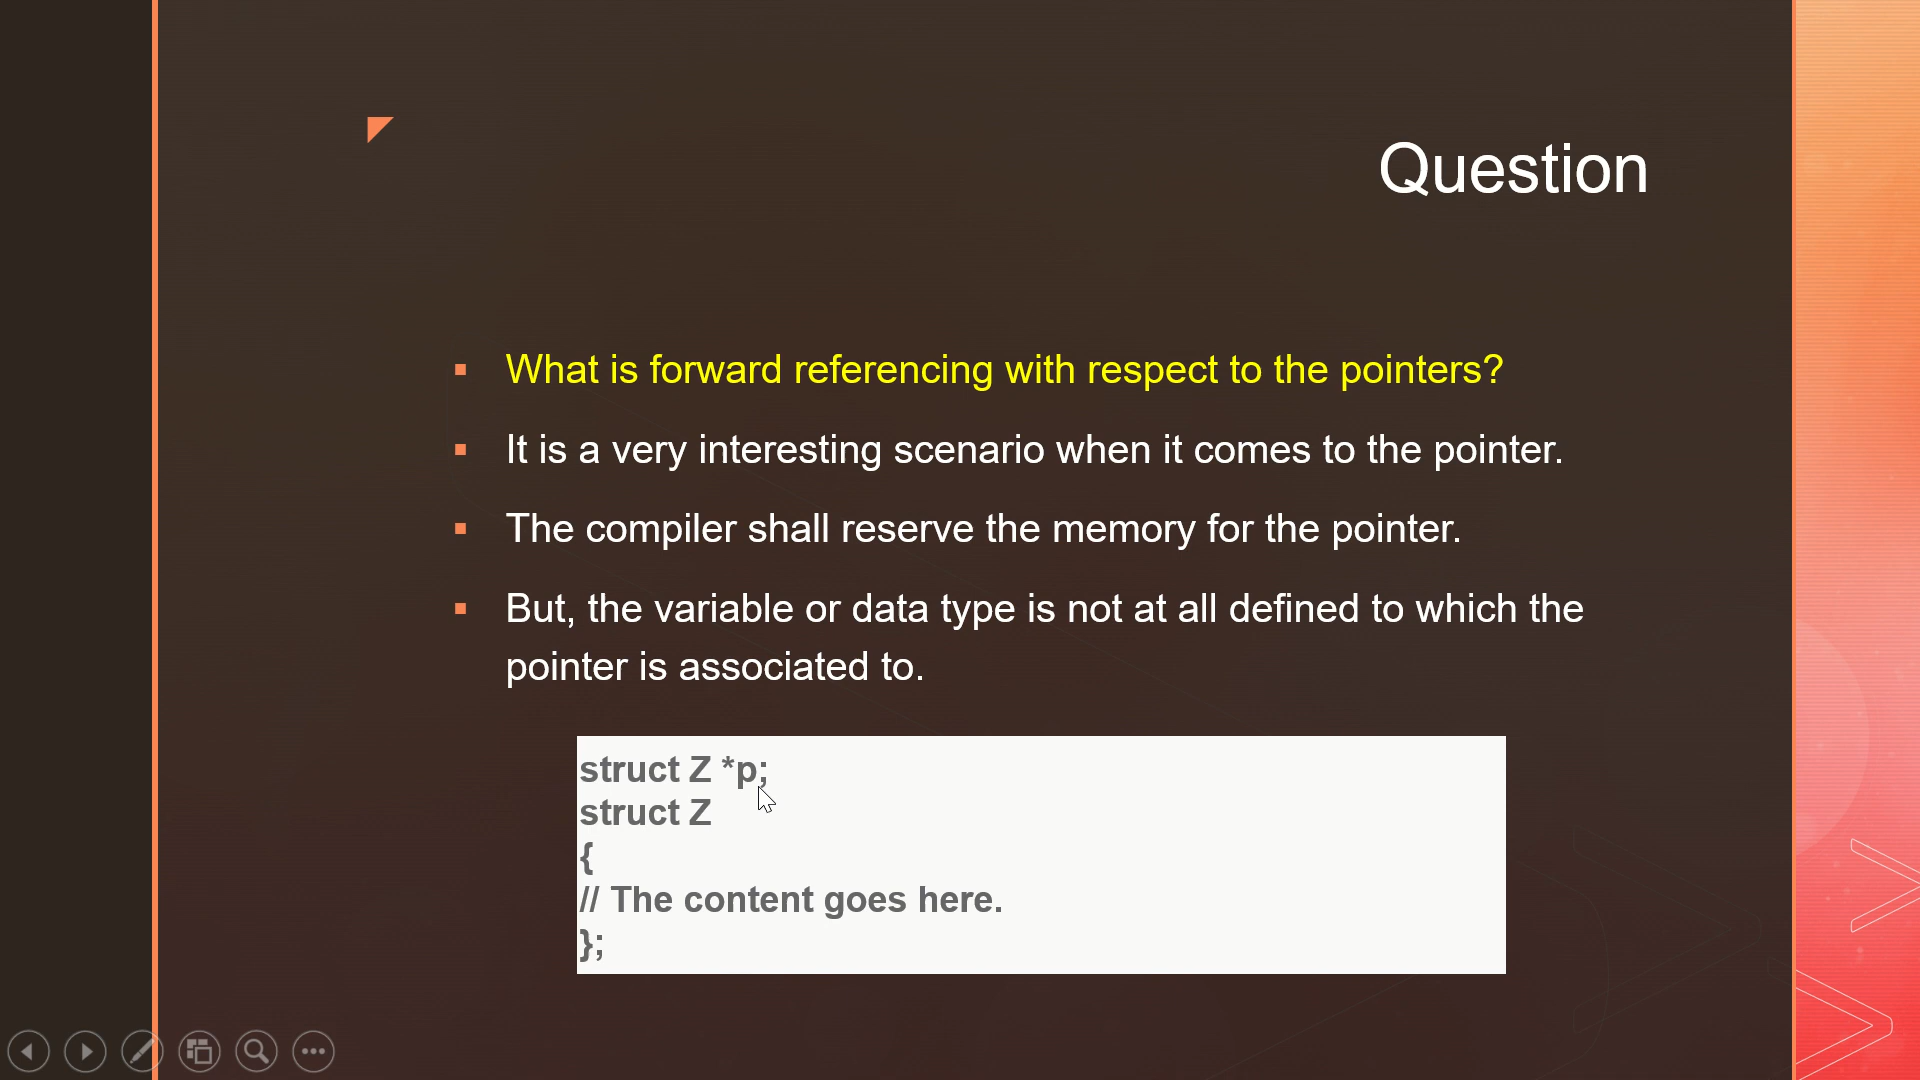 Question
What is forward referencing with respect to the pointers?
It is a very interesting scenario when it comes to the pointer.
The compiler shall reserve the memory for the pointer.
But, the variable or data type is not at all defined to which the
pointer is associated to.
struct Z *p;
struct Z
{
// The content goes here.
};